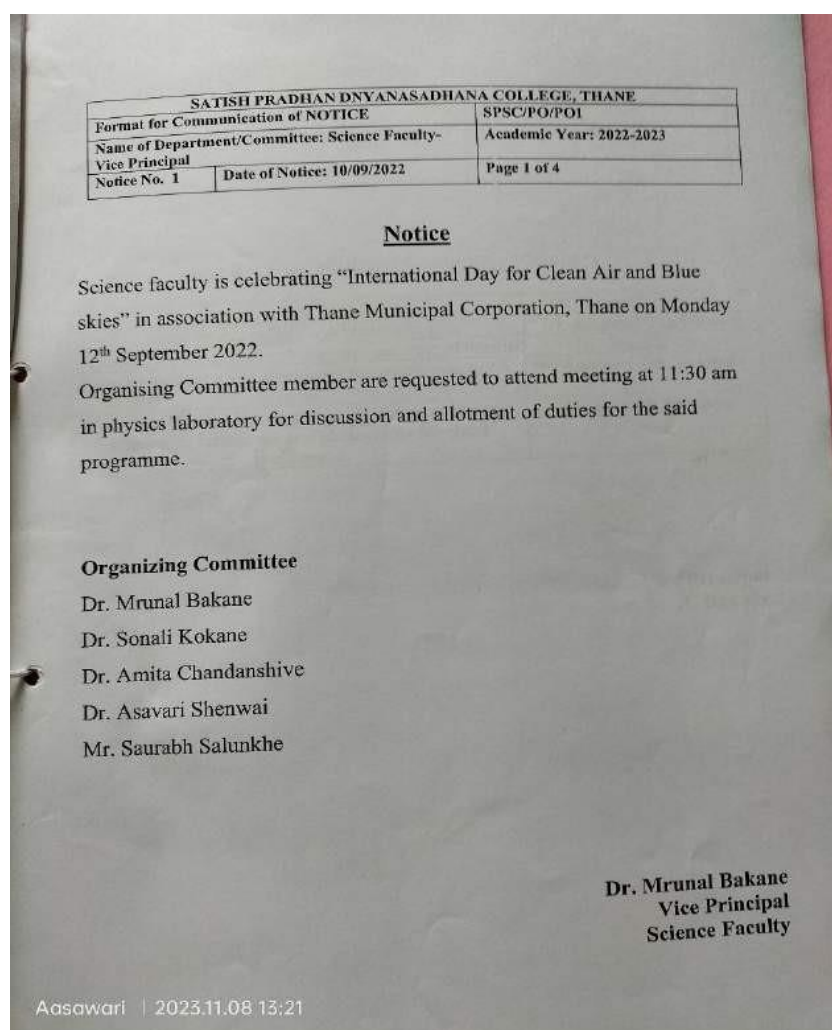 SATISH PRADHAN DNYANASADHANA COLLEGE, THANE
Format for Communication of NOTICE
SPSC/PO/PO1
Name of Department/Committee: Science Faculty-
Vice Principal
Academic Year: 2022-2023
Notice No. 1
Date of Notice: 10/09/2022
Page 1 of 4
Notice
Science faculty is celebrating “International Day for Clean Air and Blue
skies” in association with Thane Municipal Corporation, Thane on Monday
12th September 2022.
Organising Committee member are requested to attend meeting at 11:30 am
in physics laboratory for discussion and allotment of duties for the said
programme.
Organizing Committee
Dr. Mrunal Bakane
Dr. Sonali Kokane
Dr. Amita Chandanshive
Dr. Asavari Shenwai
Mr. Saurabh Salunkhe
Dr. Mrunal Bakane
Vice Principal
Science Faculty
Aasawari | 2023.11.08 13:21